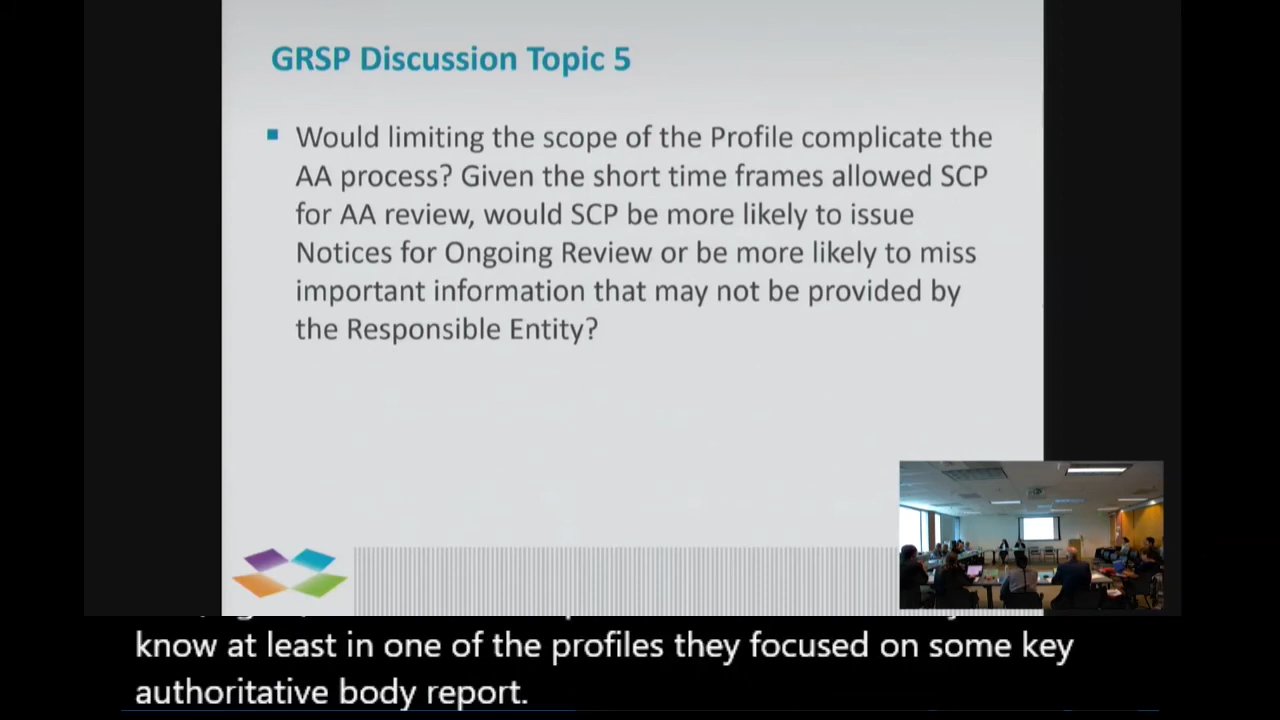 GRSP Discussion Topic 5
Would limiting the scope of the Profile complicate the
AA process? Given the short time frames allowed SCP
for AA review, would SCP be more likely to issue
Notices for Ongoing Review or be more likely to miss
important information that may not be provided by
the Responsible Entity?
know at least in one of the profiles they focused on some key
authoritative body report.